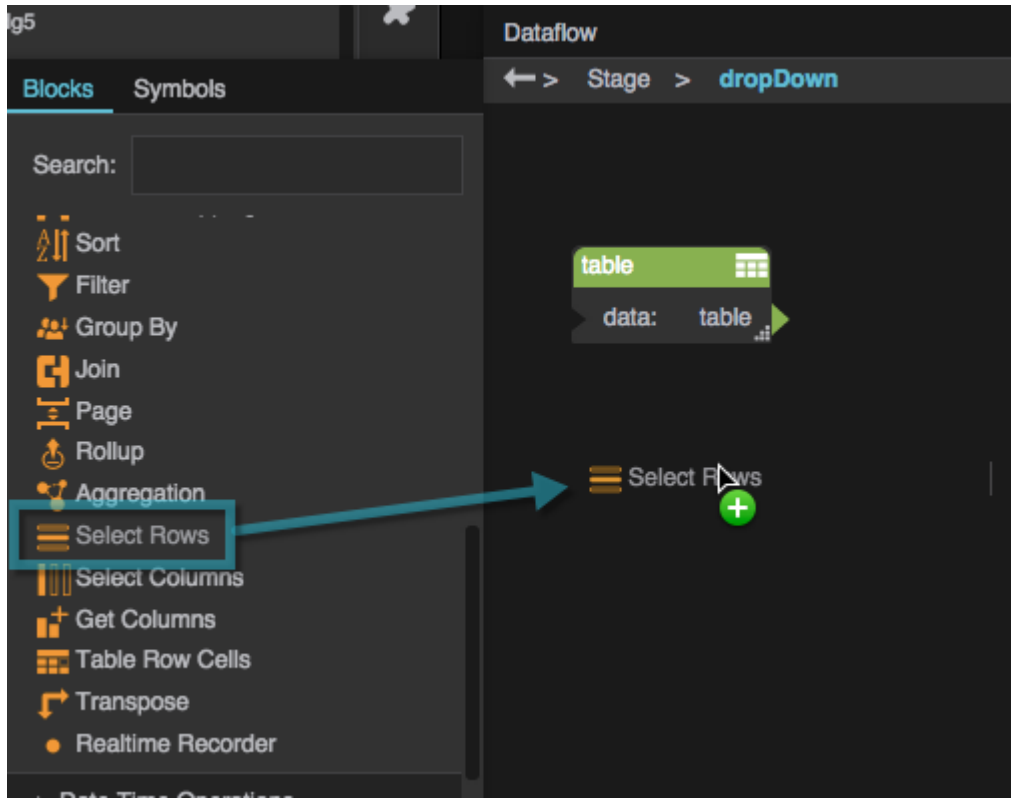 lg5
Blocks Symbols
Search:
Sort
Filter
Group By
Join
Page
Rollup
Aggregation
Select Rows
Select Columns
Get Columns
Table Row Cells
Transpose
Realtime Recorder
Dataflow
> Stage > dropDown
table
data: table
Select Rows